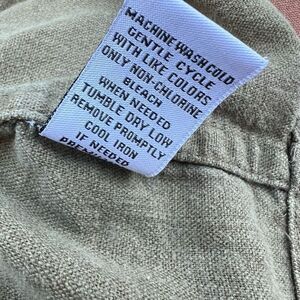 MACHINE WASH COLD
GENTLE CYCLE
WITH LIKE COLORS
ONLY NON-CHLORINE
BLEACH
WHEN NEEDED
TUMBLE DRY LOW
REMOVE PROMPTLY
COOL IRON
IF NEEDED